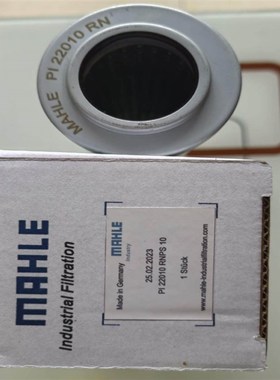 MAHLE PI 22010 RN
MAHLE
Industrial Filtration
MAHLE
Industry
Made in Germany
25.02.2023
PI 22010 RNPS 10
1 Stück
www.mahle-industrialfiltration.com